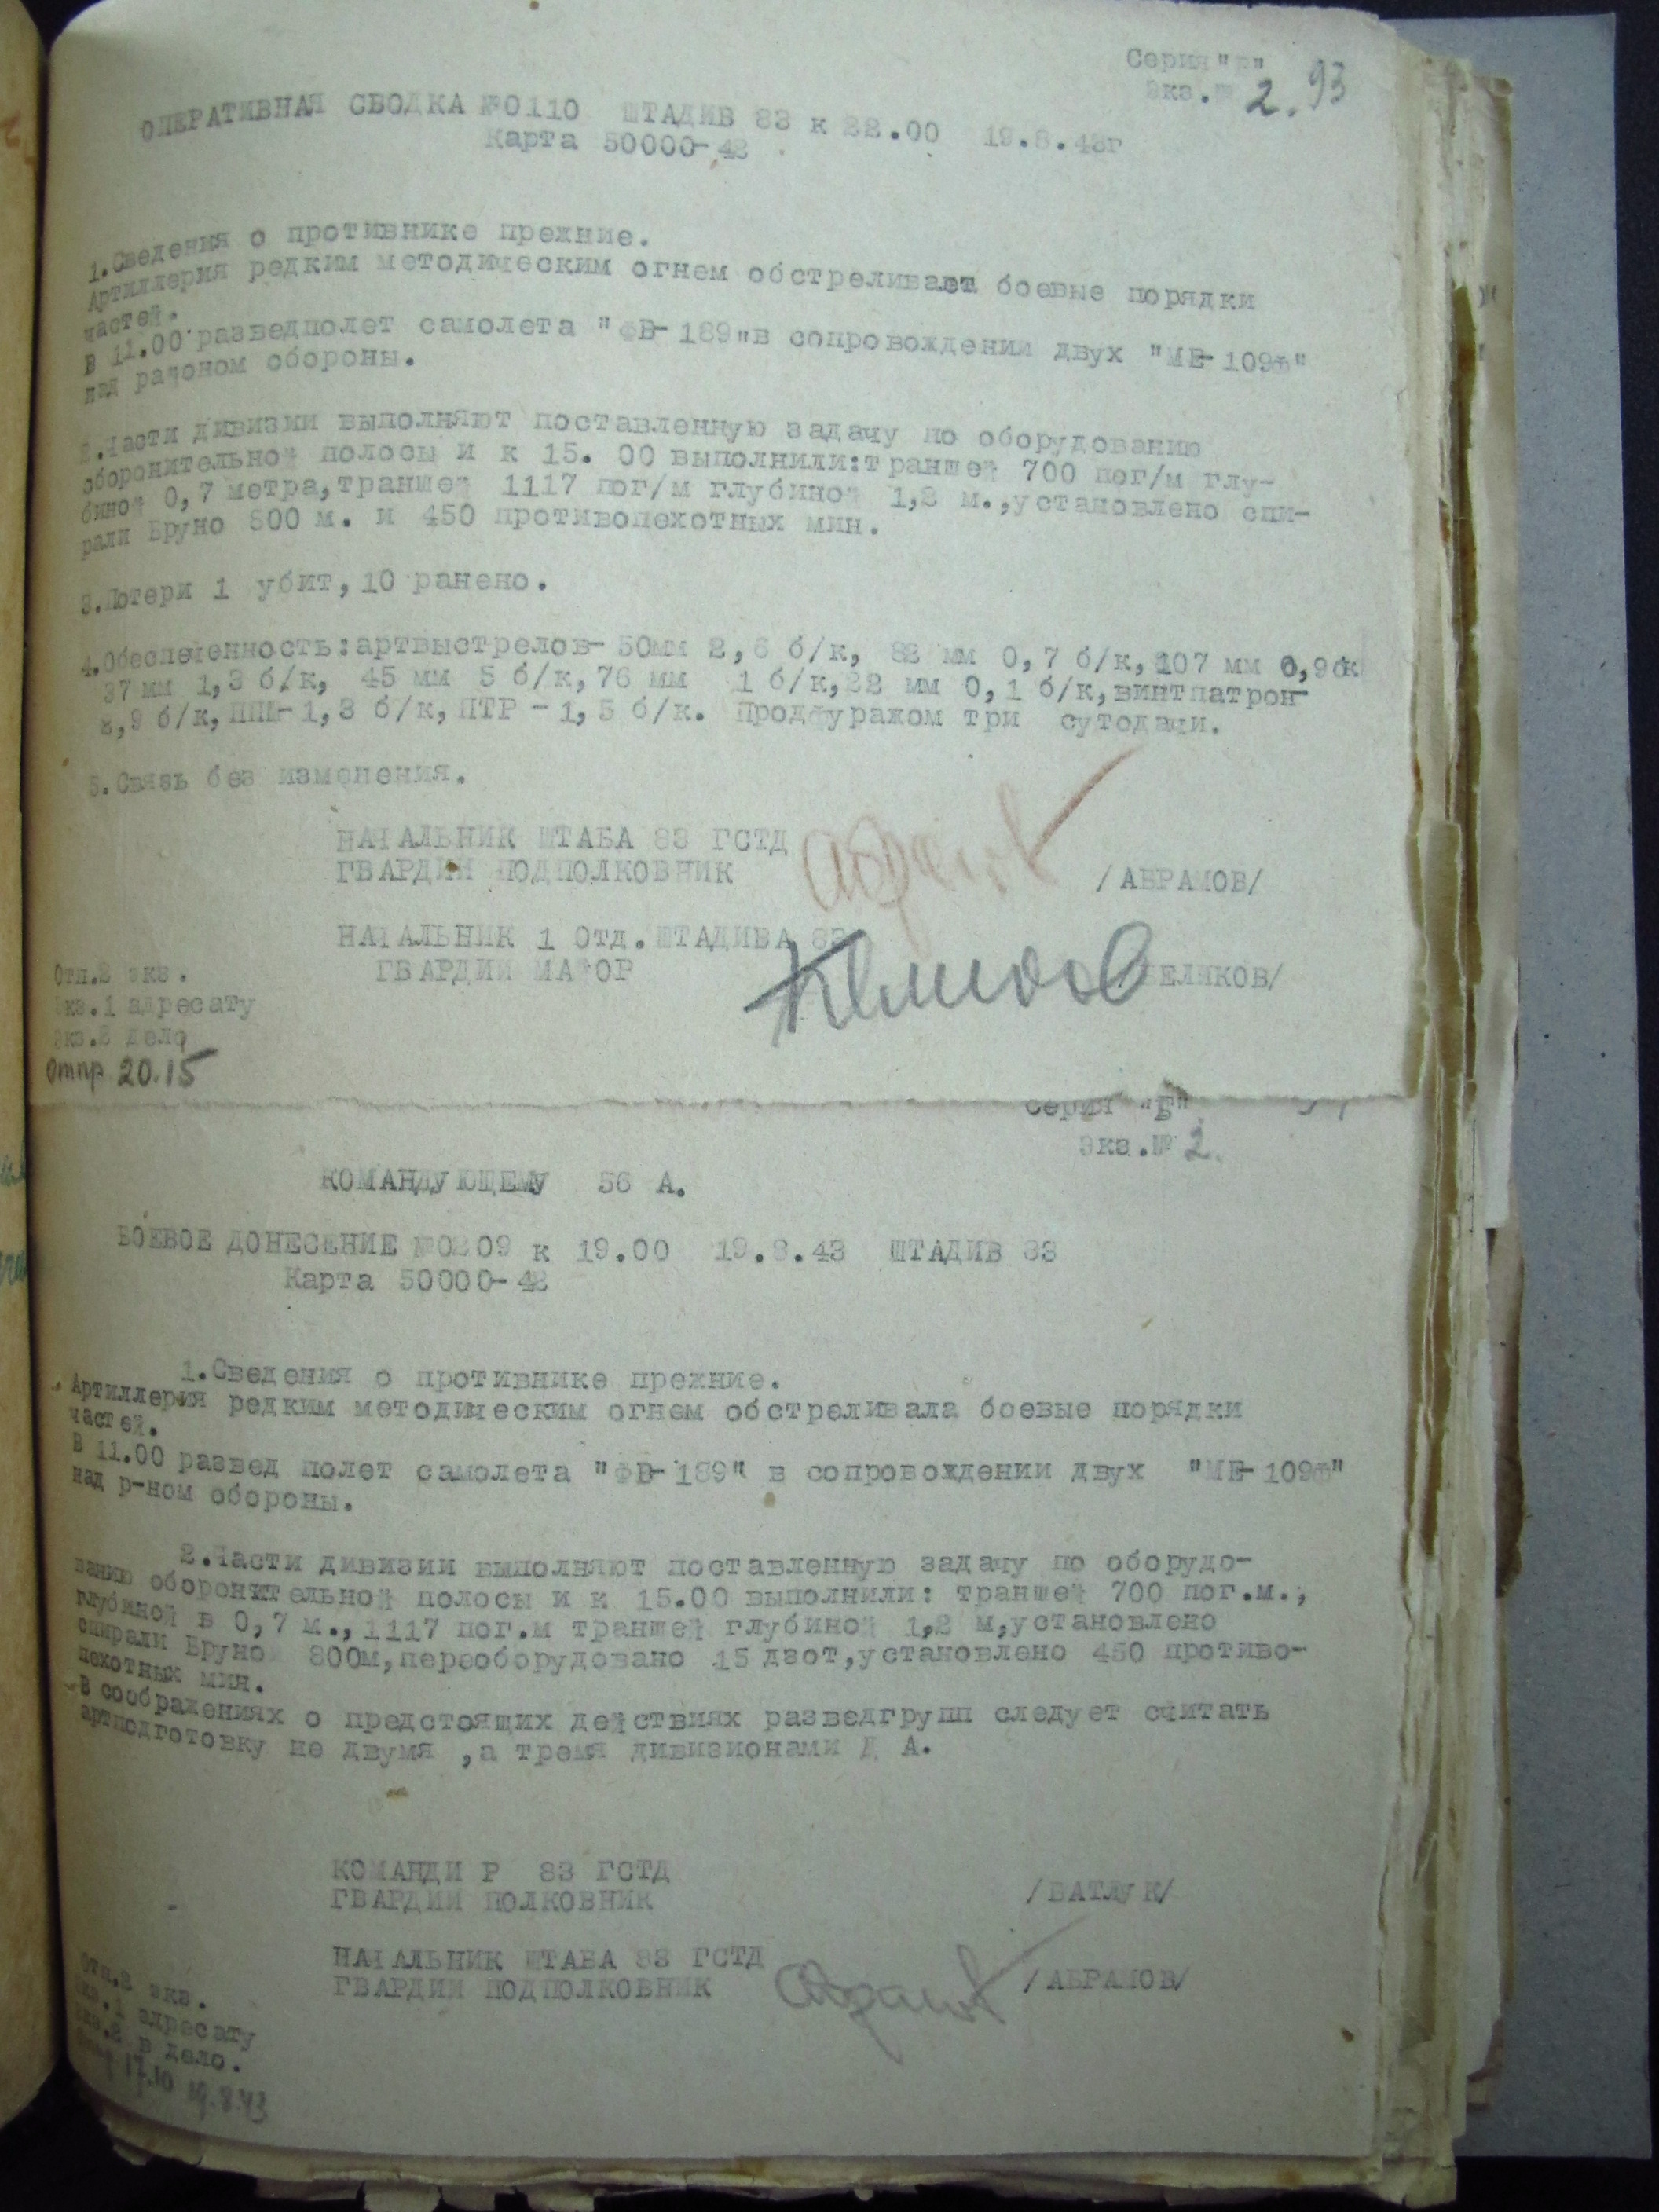 Серия "Б"
Экз.№ 2. 93
ОПЕРАТИВНАЯ СВОДКА №0110 ШТАДИВ 83 к 22.00 19.8.43г
Карта 50000-42
1.Сведения о противнике прежние.
Артиллерия редким методическим огнем обстреливает боевые порядки
частей.
В 11.00 разведполет самолета "ФВ-189" в сопровождении двух "МЕ-109Ф"
над районом обороны.
2.Части дивизии выполняют поставленную задачу по оборудованию
оборонительной полосы и к 15.00 выполнили:траншей 700 пог/м глу-
биной 0,7 метра,траншей 1117 пог/м глубиной 1,2 м.,установлено спи-
рали Бруно 800 м. и 450 противопехотных мин.
3.Потери 1 убит,10 ранено.
4.Обеспеченность:артвыстрелов-50мм 2,6 б/к, 82 мм 0,7 б/к,107 мм 0,9бк
37 мм 1,3 б/к, 45 мм 5 б/к,76 мм 1 б/к,22 мм 0,1 б/к,винтпатрон-
2,9 б/к,ППШ-1,3 б/к,ПТР-1,5 б/к. Продфуражом три сутодачи.
5.Связь без изменения.
НАЧАЛЬНИК ШТАБА 83 ГСТД
ГВАРДИИ ПОДПОЛКОВНИК /АБРАМОВ/
НАЧАЛЬНИК 1 Отд.ШТАДИВА 83
ГВАРДИИ МАЙОР ЕЛИКОВ/
Отп.2 экз.
Экз.1 адресату
Экз.2 дело
Отпр 20.15
Серия "Б"
Экз.№ 2.
КОМАНДУЮЩЕМУ 56 А.
БОЕВОЕ ДОНЕСЕНИЕ №0209 к 19.00 19.8.43 ШТАДИВ 83
Карта 50000-42
1.Сведения о противнике прежние.
Артиллерия редким методическим огнем обстреливала боевые порядки
частей.
В 11.00 развед полет самолета "ФВ-189" в сопровождении двух "МЕ-109Ф"
над р-ном обороны.
2.Части дивизии выполняют поставленную задачу по оборудо-
ванию оборонительной полосы и к 15.00 выполнили: траншей 700 пог.м.,
глубиной в 0,7 м.,1117 пог.м траншей глубиной 1,2 м,установлено
спирали Бруно 800м,переоборудовано 15 дзот,установлено 450 противо-
пехотных мин.
В соображениях о предстоящих действиях разведгрупп следует считать
артподготовку не двумя ,а тремя дивизионами Д А.
КОМАНДИ Р 83 ГСТД
ГВАРДИИ ПОЛКОВНИК /ВАТЛУК/
НАЧАЛЬНИК ШТАБА 83 ГСТД
ГВАРДИИ ПОДПОЛКОВНИК Абрамов /АБРАМОВ/
Отп.2 экз.
Экз.1 адресату
Экз.2 в дело.
17.10 19.8.43